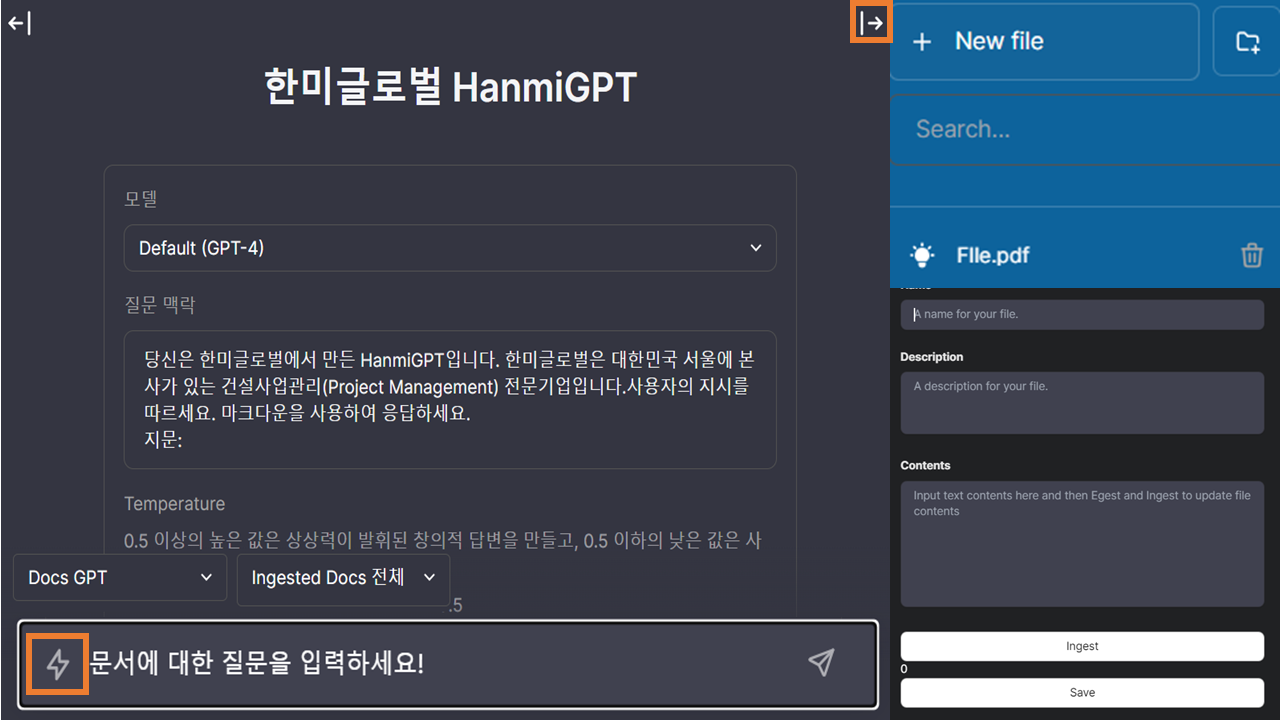 한미글로벌 HanmiGPT
모델
Default (GPT-4)
질문 맥락
당신은 한미글로벌에서 만든 HanmiGPT입니다. 한미글로벌은 대한민국 서울에 본
사가 있는 건설사업관리(Project Management) 전문기업입니다.사용자의 지시를
따르세요. 마크다운을 사용하여 응답하세요.
지문:
Temperature
0.5 이상의 높은 값은 상상력이 발휘된 창의적 답변을 만들고, 0.5 이하의 낮은 값은 사
Docs GPT
Ingested Docs 전체
.5
문서에 대한 질문을 입력하세요!
+ New file
Search...
FIle.pdf
Name
A name for your file.
Description
A description for your file.
Contents
Input text contents here and then Egest and Ingest to update file
contents
Ingest
0
Save